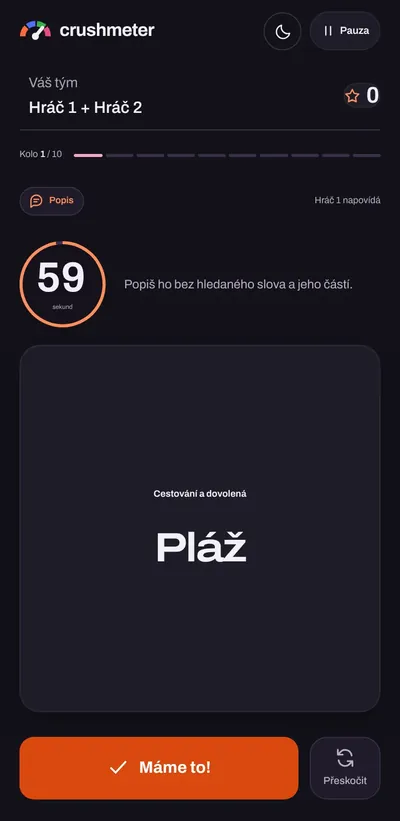 crushmeter
Pauza
Váš tým
Hráč 1 + Hráč 2
0
Kolo 1 / 10
Popis
Hráč 1 napovídá
59
sekund
Popiš ho bez hledaného slova a jeho částí.
Cestování a dovolená
Pláž
Máme to!
Přeskočit